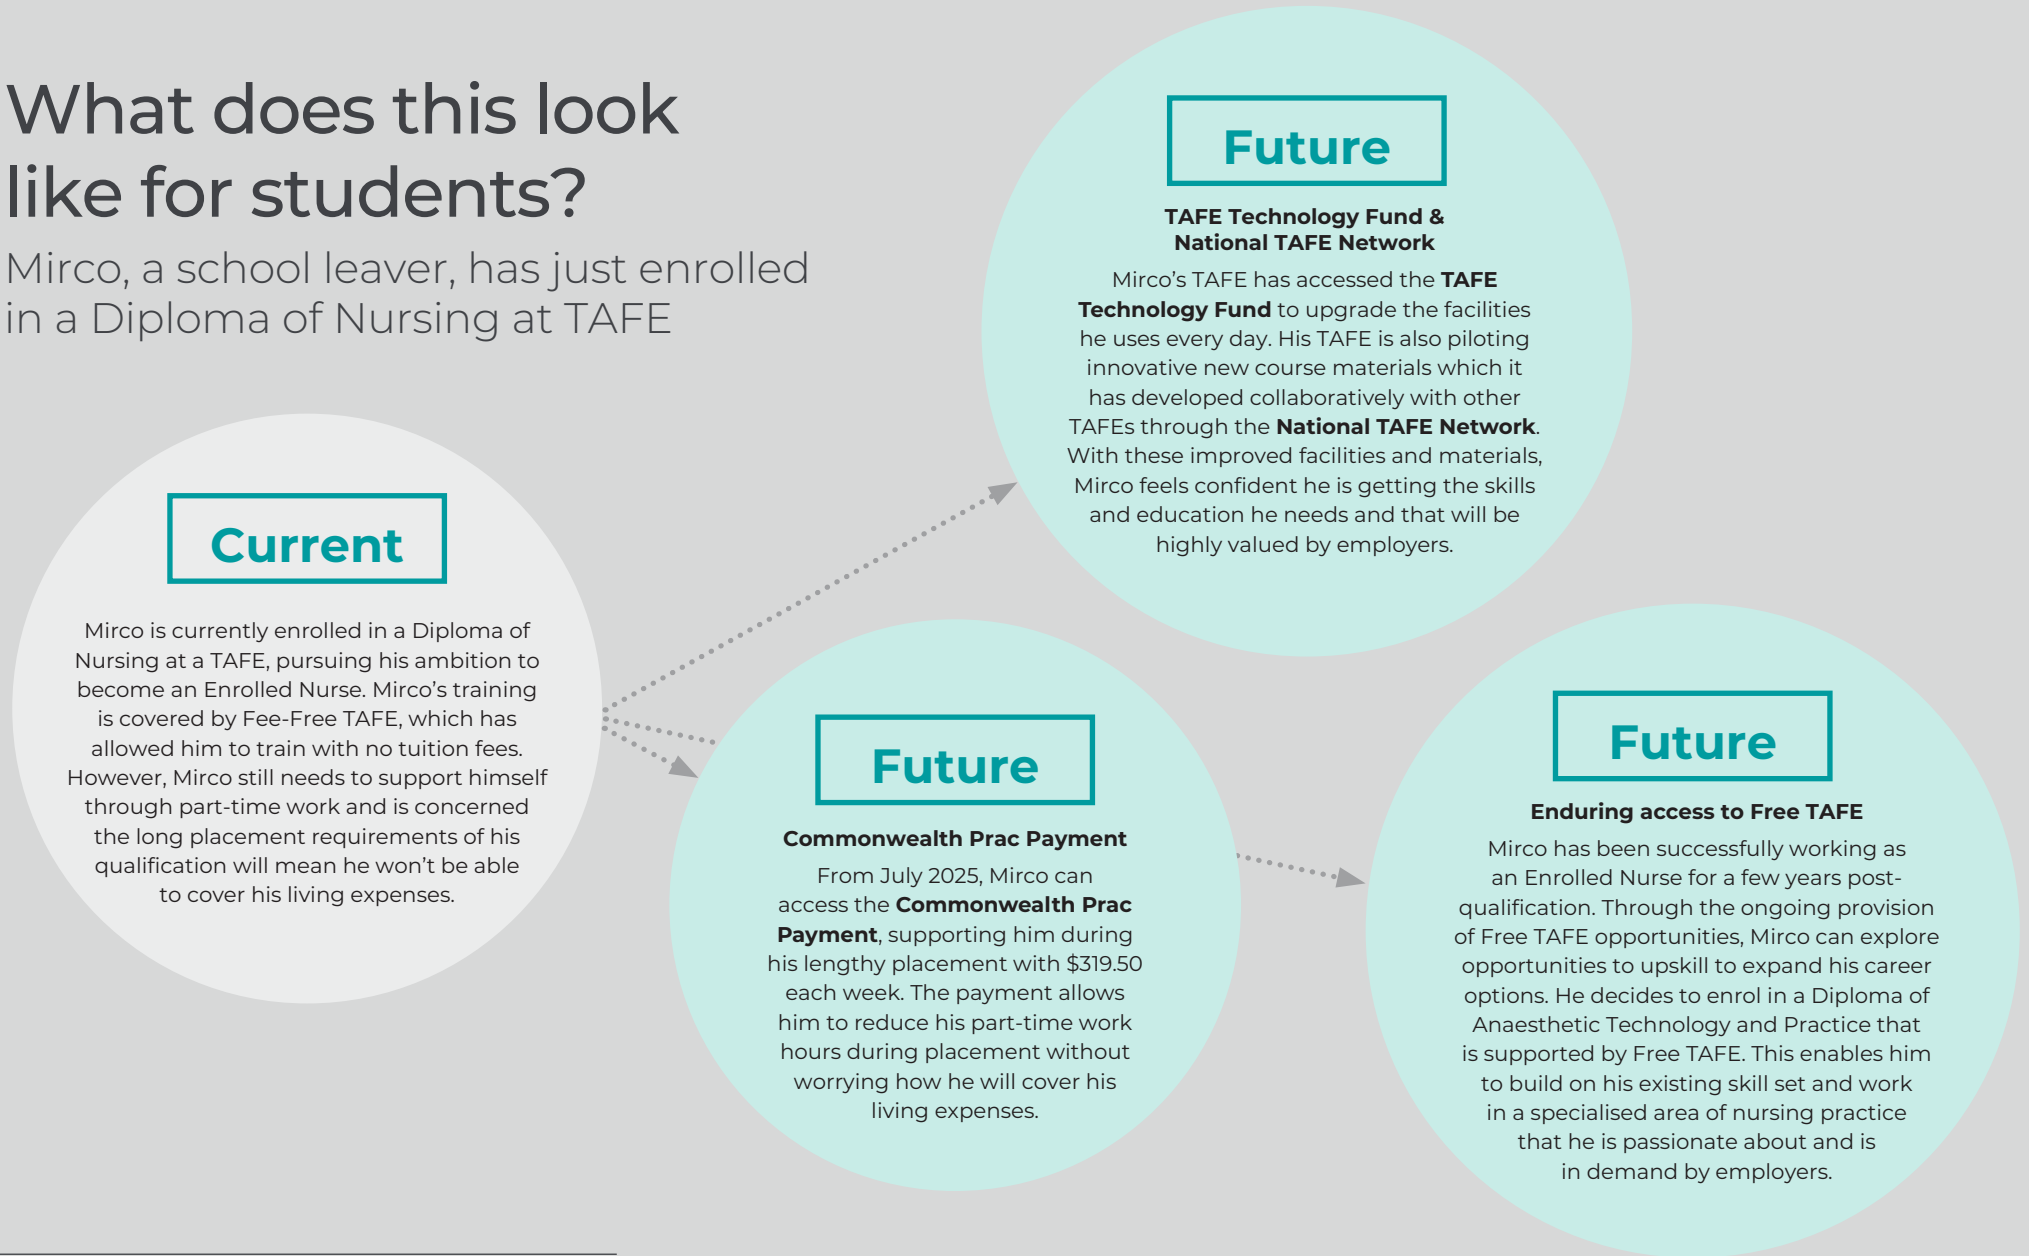 What does this look
like for students?
Mirco, a school leaver, has just enrolled
in a Diploma of Nursing at TAFE
Current
Mirco is currently enrolled in a Diploma of
Nursing at a TAFE, pursuing his ambition to
become an Enrolled Nurse. Mirco’s training
is covered by Fee-Free TAFE, which has
allowed him to train with no tuition fees.
However, Mirco still needs to support himself
through part-time work and is concerned
the long placement requirements of his
qualification will mean he won’t be able
to cover his living expenses.
Future
TAFE Technology Fund &
National TAFE Network
Mirco’s TAFE has accessed the TAFE
Technology Fund to upgrade the facilities
he uses every day. His TAFE is also piloting
innovative new course materials which it
has developed collaboratively with other
TAFEs through the National TAFE Network.
With these improved facilities and materials,
Mirco feels confident he is getting the skills
and education he needs and that will be
highly valued by employers.
Future
Commonwealth Prac Payment
From July 2025, Mirco can
access the Commonwealth Prac
Payment, supporting him during
his lengthy placement with $319.50
each week. The payment allows
him to reduce his part-time work
hours during placement without
worrying how he will cover his
living expenses.
Future
Enduring access to Free TAFE
Mirco has been successfully working as
an Enrolled Nurse for a few years post-
qualification. Through the ongoing provision
of Free TAFE opportunities, Mirco can explore
opportunities to upskill to expand his career
options. He decides to enrol in a Diploma of
Anaesthetic Technology and Practice that
is supported by Free TAFE. This enables him
to build on his existing skill set and work
in a specialised area of nursing practice
that he is passionate about and is
in demand by employers.